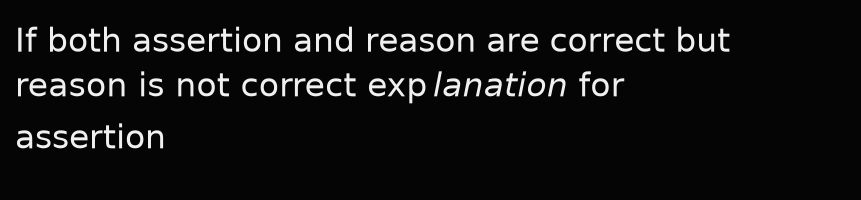 If both assertion and reason are correct but
reason is not correct explanation for
assertion